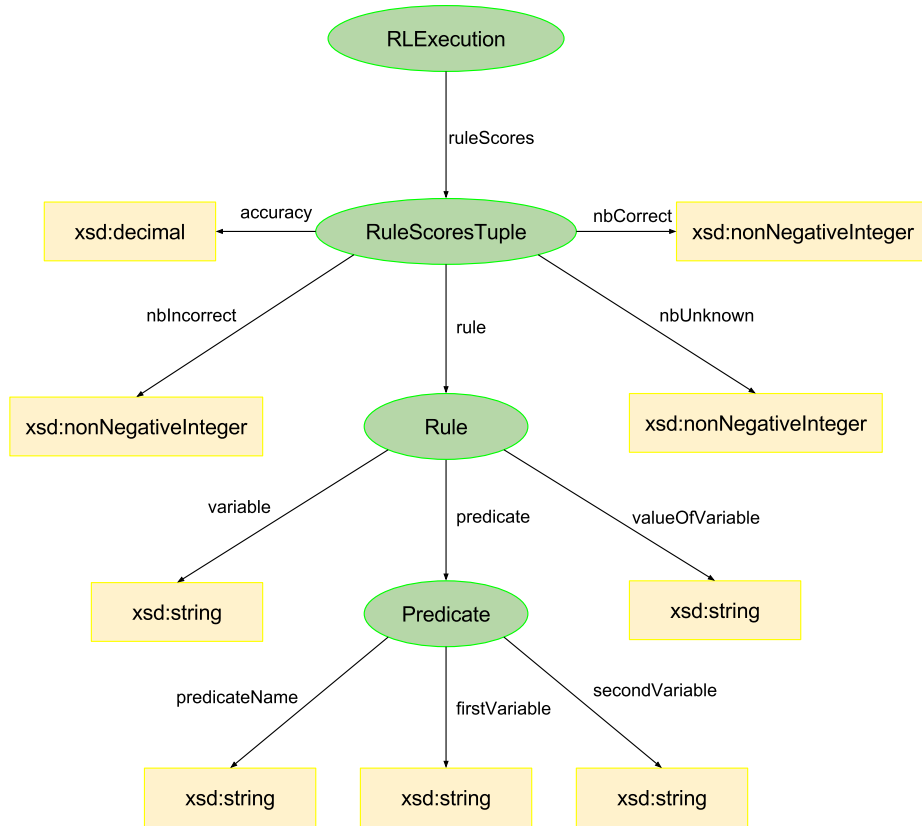 RLExecution
ruleScores
accuracy
nbCorrect
xsd:decimal
RuleScoresTuple
xsd:nonNegativeInteger
nbIncorrect
rule
nbUnknown
xsd:nonNegativeInteger
Rule
xsd:nonNegativeInteger
variable
predicate
valueOfVariable
xsd:string
Predicate
xsd:string
predicateName
firstVariable
secondVariable
xsd:string
xsd:string
xsd:string